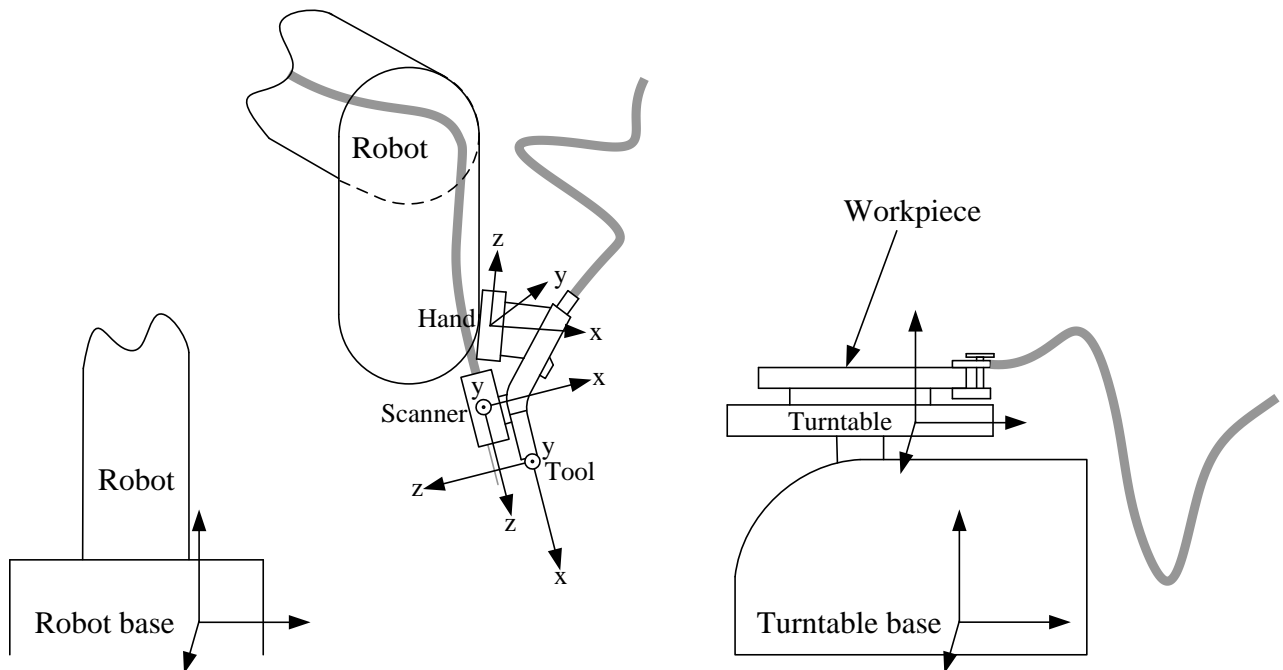 Robot
Workpiece
z
y
Hand
x
x
y
Scanner
Turntable
y
Tool
z
Robot
z
x
Robot base
Turntable base